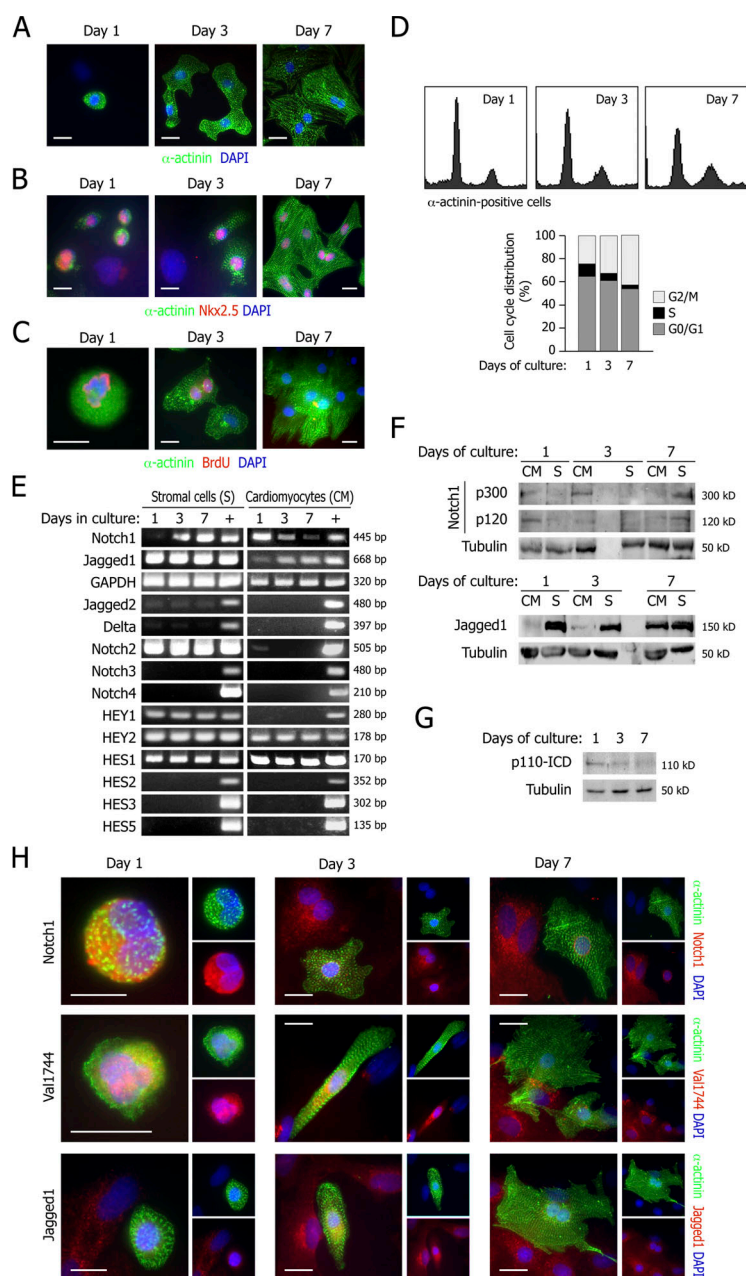 A
Day 1 Day 3 Day 7
α-actinin DAPI
B
Day 1 Day 3 Day 7
α-actinin Nkx2.5 DAPI
C
Day 1 Day 3 Day 7
α-actinin BrdU DAPI
D
Day 1 Day 3 Day 7
α-actinin-positive cells
Cell cycle distribution
(%)
100
80
60
40
20
0
G2/M
S
G0/G1
Days of culture: 1 3 7
E
Stromal cells (S) Cardiomyocytes (CM)
Days in culture: 1 3 7 + 1 3 7 +
Notch1 445 bp
Jagged1 668 bp
GAPDH 320 bp
Jagged2 480 bp
Delta 397 bp
Notch2 505 bp
Notch3 480 bp
Notch4 210 bp
HEY1 280 bp
HEY2 178 bp
HES1 170 bp
HES2 352 bp
HES3 302 bp
HES5 135 bp
F
Days of culture: 1 3 7
CM S CM S CM S
Notch1
p300 300 kD
p120 120 kD
Tubulin 50 kD
Days of culture: 1 3 7
CM S CM S CM S
Jagged1 150 kD
Tubulin 50 kD
G
Days of culture: 1 3 7
p110-ICD 110 kD
Tubulin 50 kD
H
Day 1 Day 3 Day 7
Notch1
α-actinin Notch1 DAPI
Val1744
α-actinin Val1744 DAPI
Jagged1
α-actinin Jagged1 DAPI